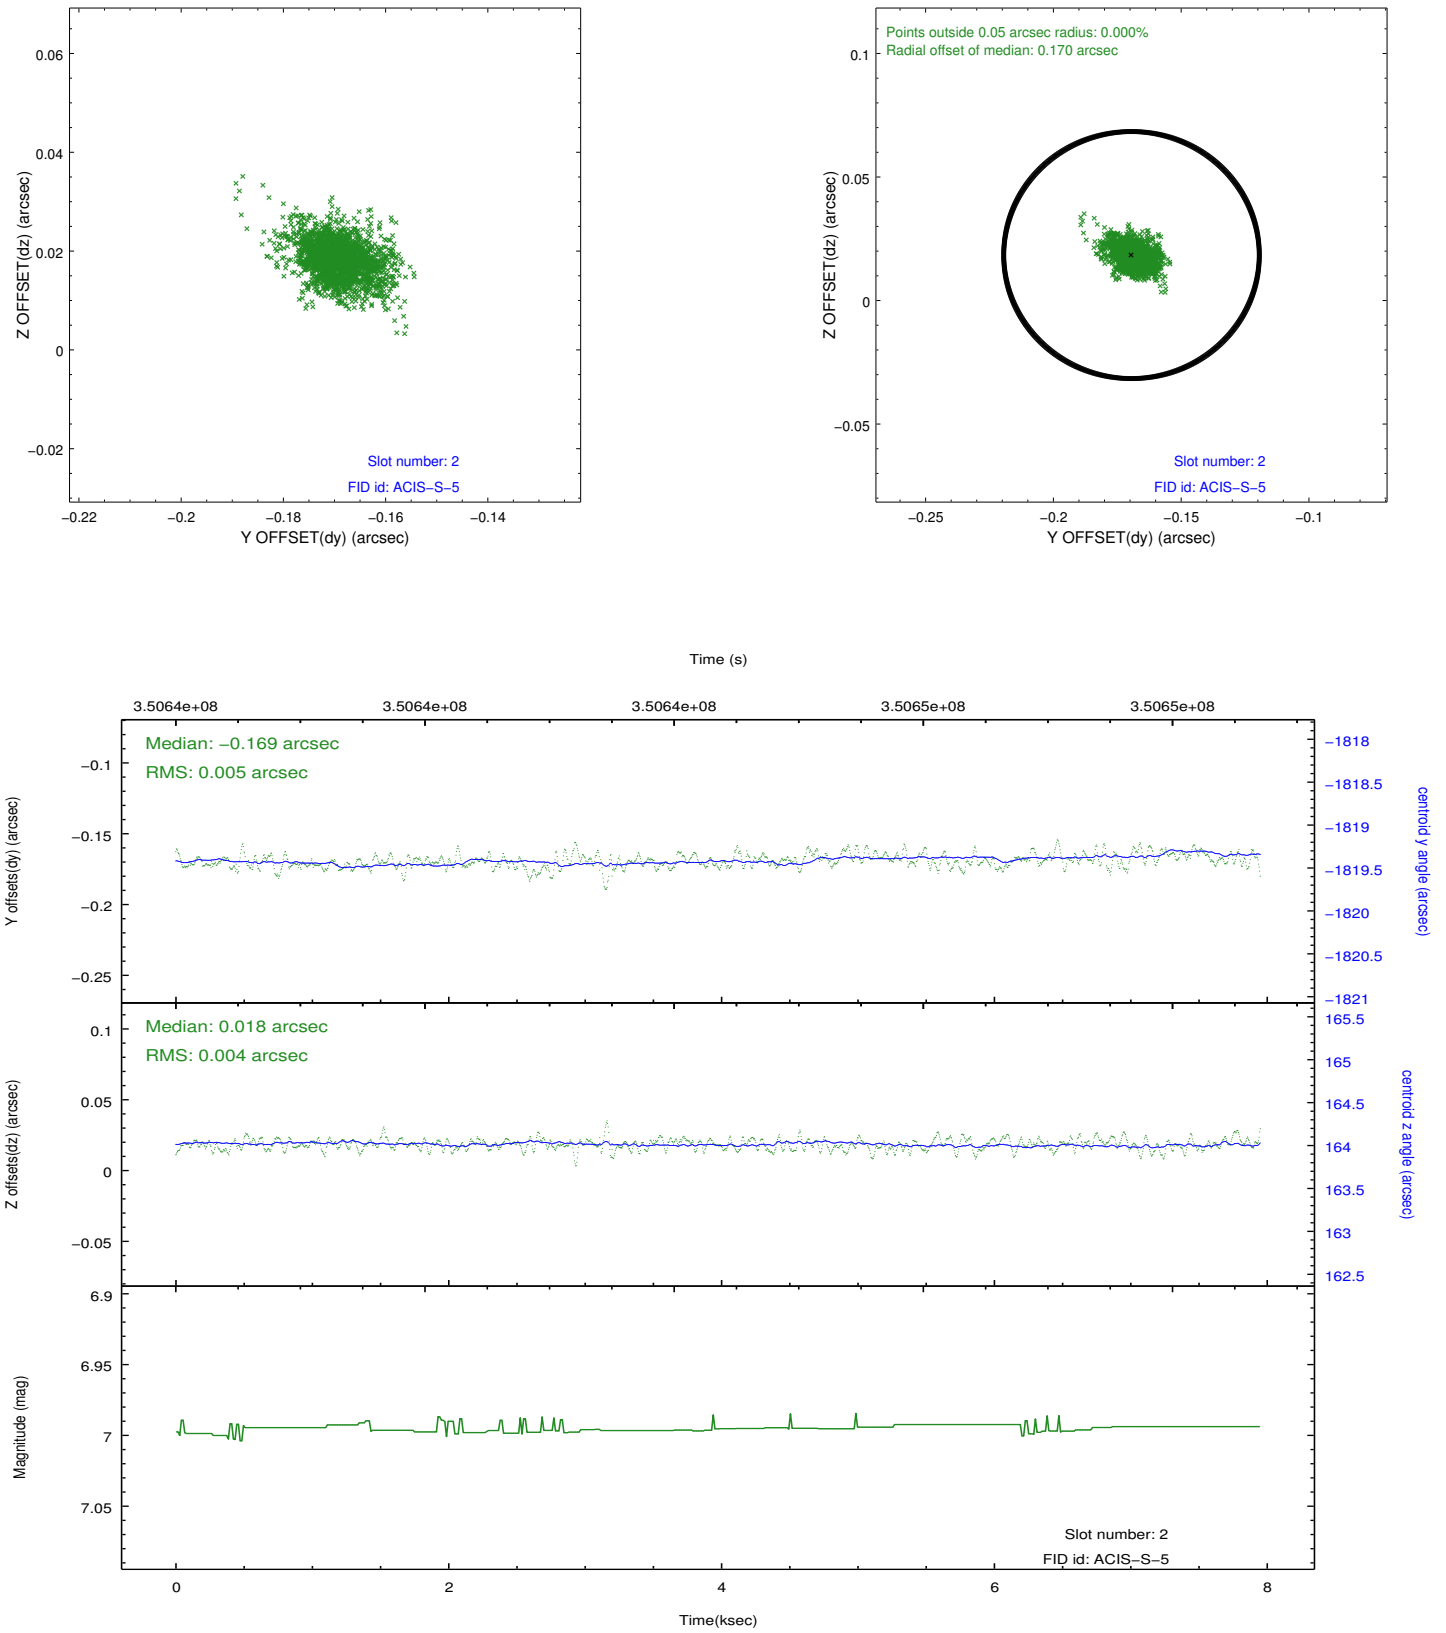 0.06
0.04
0.02
0
−0.02
Z OFFSET(dz) (arcsec)
Slot number: 2
FID id: ACIS−S−5
−0.22
−0.2
−0.18
−0.16
−0.14
Y OFFSET(dy) (arcsec)
Points outside 0.05 arcsec radius: 0.000%
Radial offset of median: 0.170 arcsec
0.1
0.05
0
−0.05
Z OFFSET(dz) (arcsec)
Slot number: 2
FID id: ACIS−S−5
−0.25
−0.2
−0.15
−0.1
Y OFFSET(dy) (arcsec)
Time (s)
3.5064e+08
3.5064e+08
3.5064e+08
3.5065e+08
3.5065e+08
Median: −0.169 arcsec
RMS: 0.005 arcsec
−0.1
−0.15
−0.2
−0.25
Y offsets(dy) (arcsec)
−1818
−1818.5
−1819
−1819.5
−1820
−1820.5
−1821
centroid y angle (arcsec)
Median: 0.018 arcsec
RMS: 0.004 arcsec
0.1
0.05
0
−0.05
Z offsets(dz) (arcsec)
165.5
165
164.5
164
163.5
163
162.5
centroid z angle (arcsec)
6.9
6.95
7
7.05
Magnitude (mag)
Slot number: 2
FID id: ACIS−S−5
0
2
4
6
8
Time(ksec)